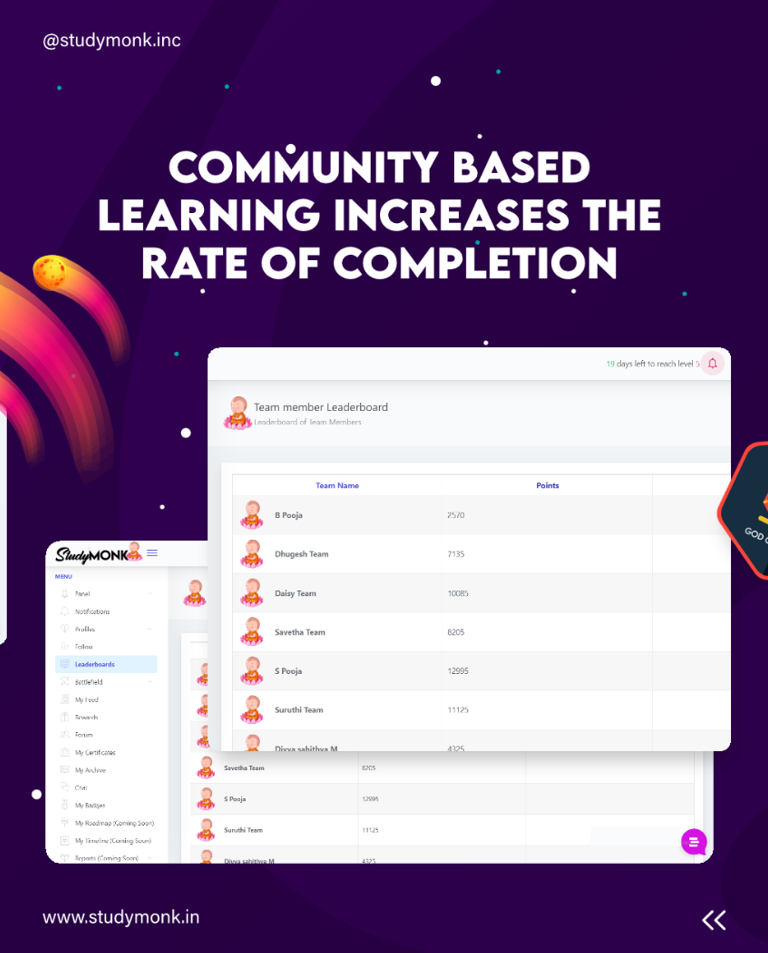 @studymonk.inc
COMMUNITY BASED
LEARNING INCREASES THE
RATE OF COMPLETION
19 days left to reach level 5
Team member Leaderboard
Leaderboard of Team Members
Team Name Points
B Pooja 2570
Dhugesh Team 7135
Daisy Team 10085
Savetha Team 8205
S Pooja 12995
Suruthi Team 11125
Divya sahithya M 4325
StudyMONK
MENU
Panel
Notifications
Profiles
Follow
Leaderboards
Battlefield
My Feed
Rewards
Forum
My Certificates
My Archive
Chat
My Badges
My Roadmap (Coming Soon)
My Timeline (Coming Soon)
Reports (Coming Soon)
Savetha Team 8205
S Pooja 12995
Suruthi Team 11125
Divya sahithya M 4325
GOD
www.studymonk.in